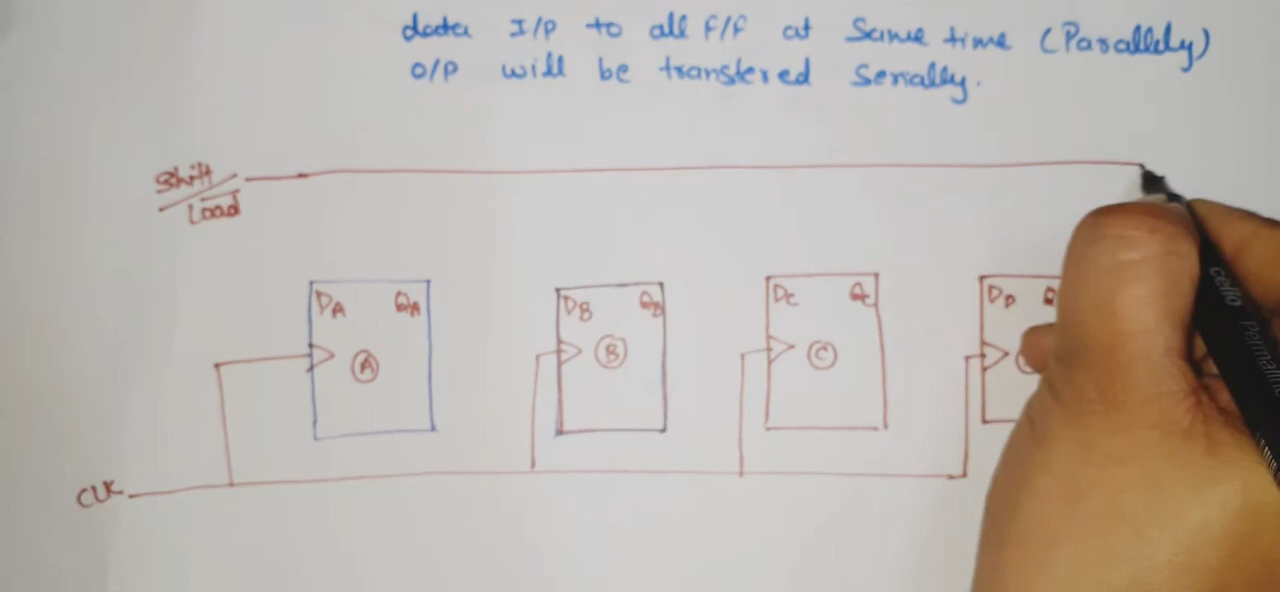 data I/P to all F/F at Same time (Parallely)
O/P will be transfered Serially.
Shift
Load
DA QA
A
DB QB
B
DC QC
C
DD
CLK
cello